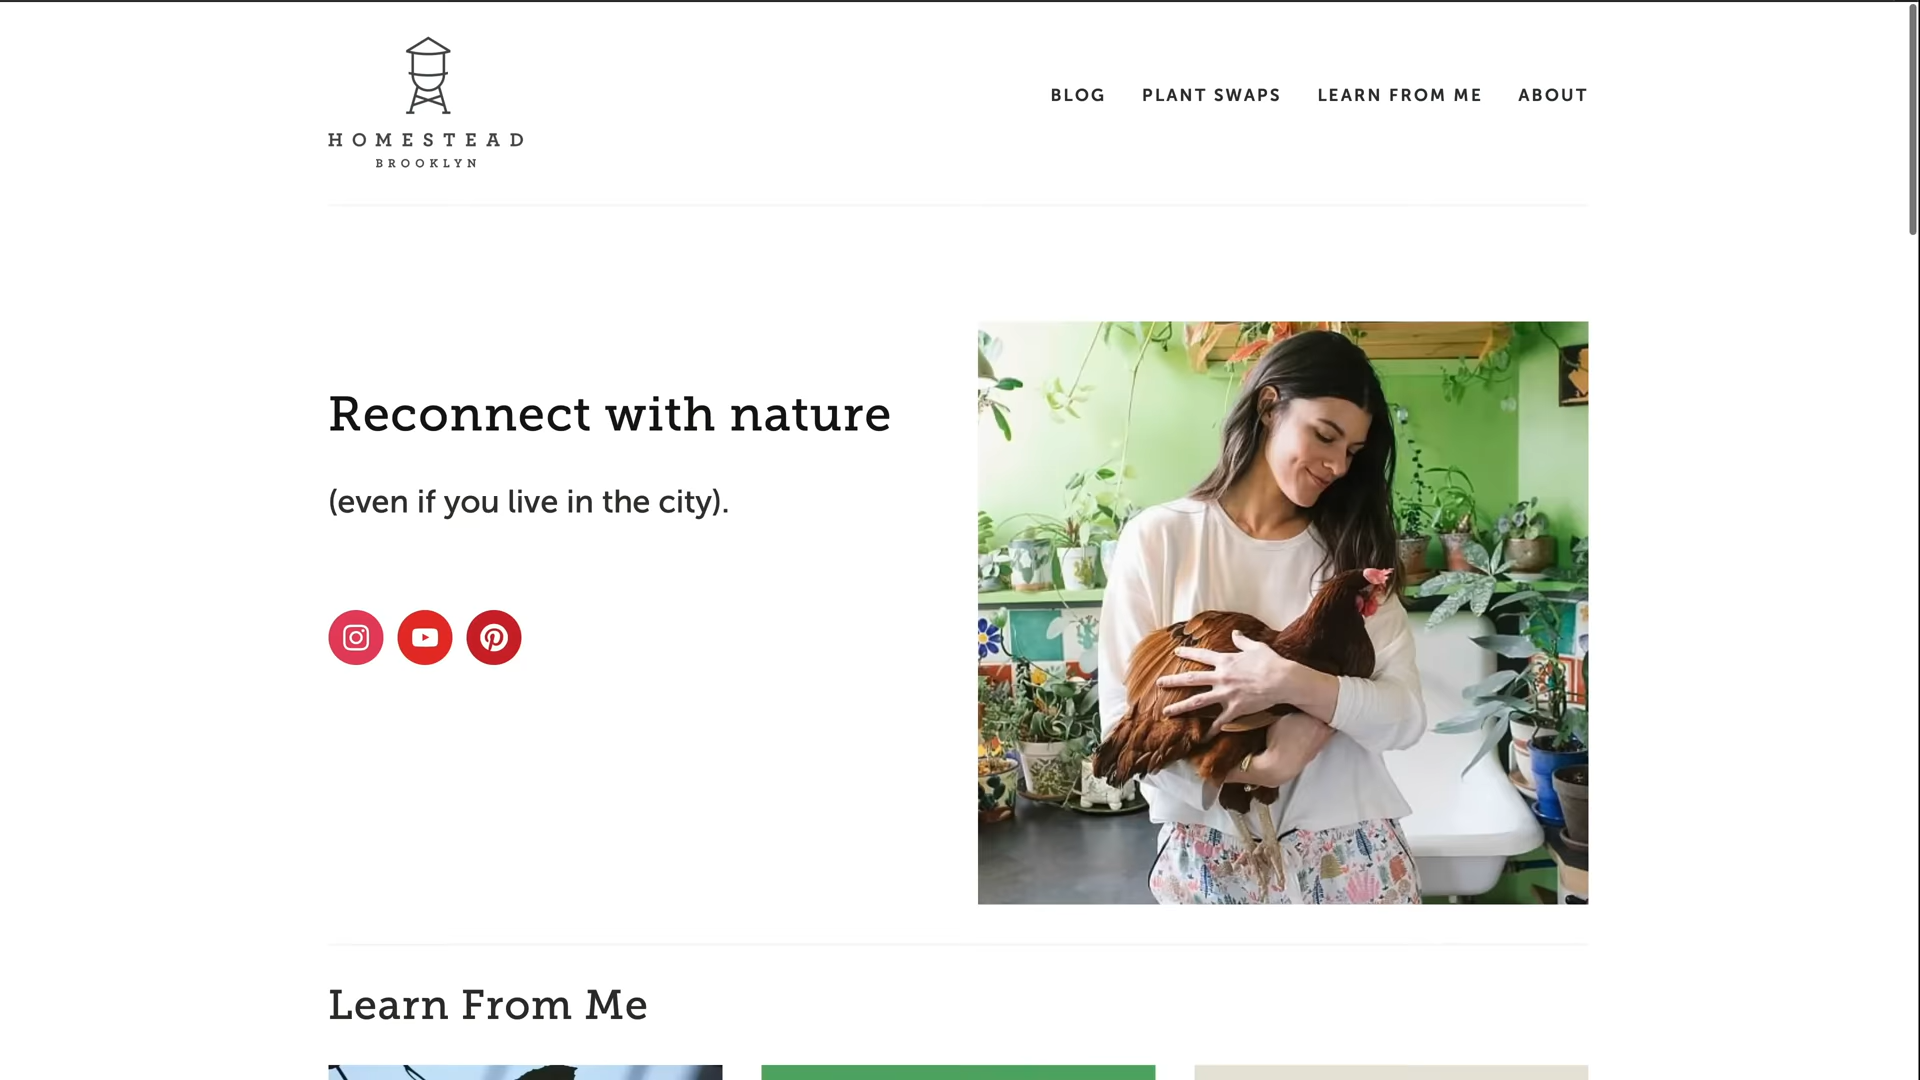 HOMESTEAD
BROOKLYN
BLOG PLANT SWAPS LEARN FROM ME ABOUT
Reconnect with nature
(even if you live in the city).
Learn From Me